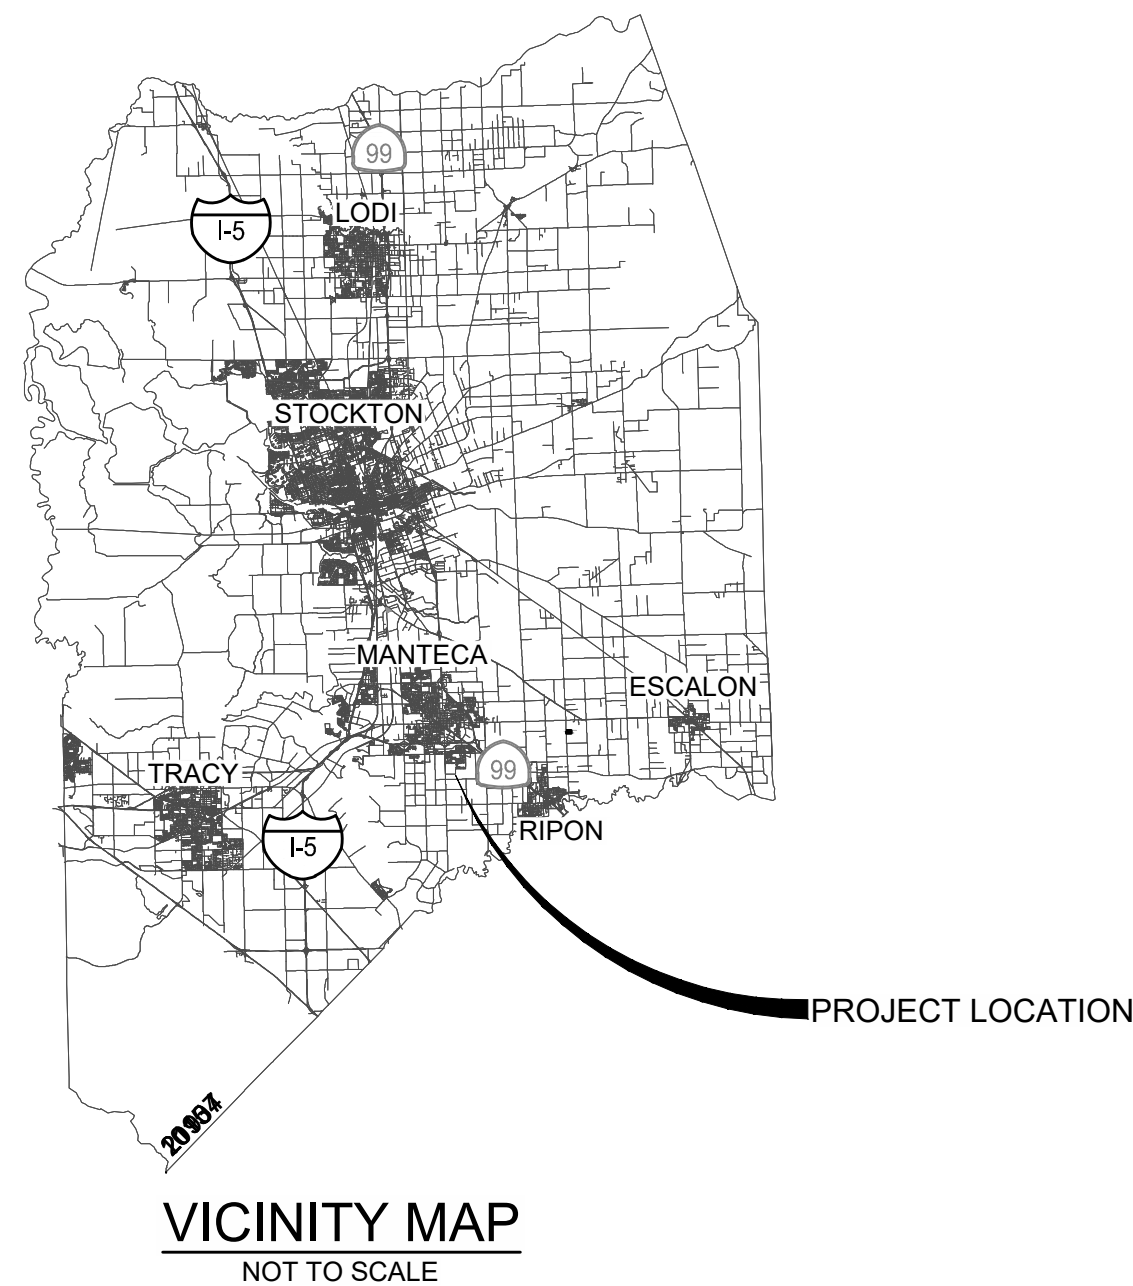 99
LODI
I-5
STOCKTON
MANTECA
ESCALON
99
TRACY
RIPON
I-5
PROJECT LOCATION
VICINITY MAP
NOT TO SCALE